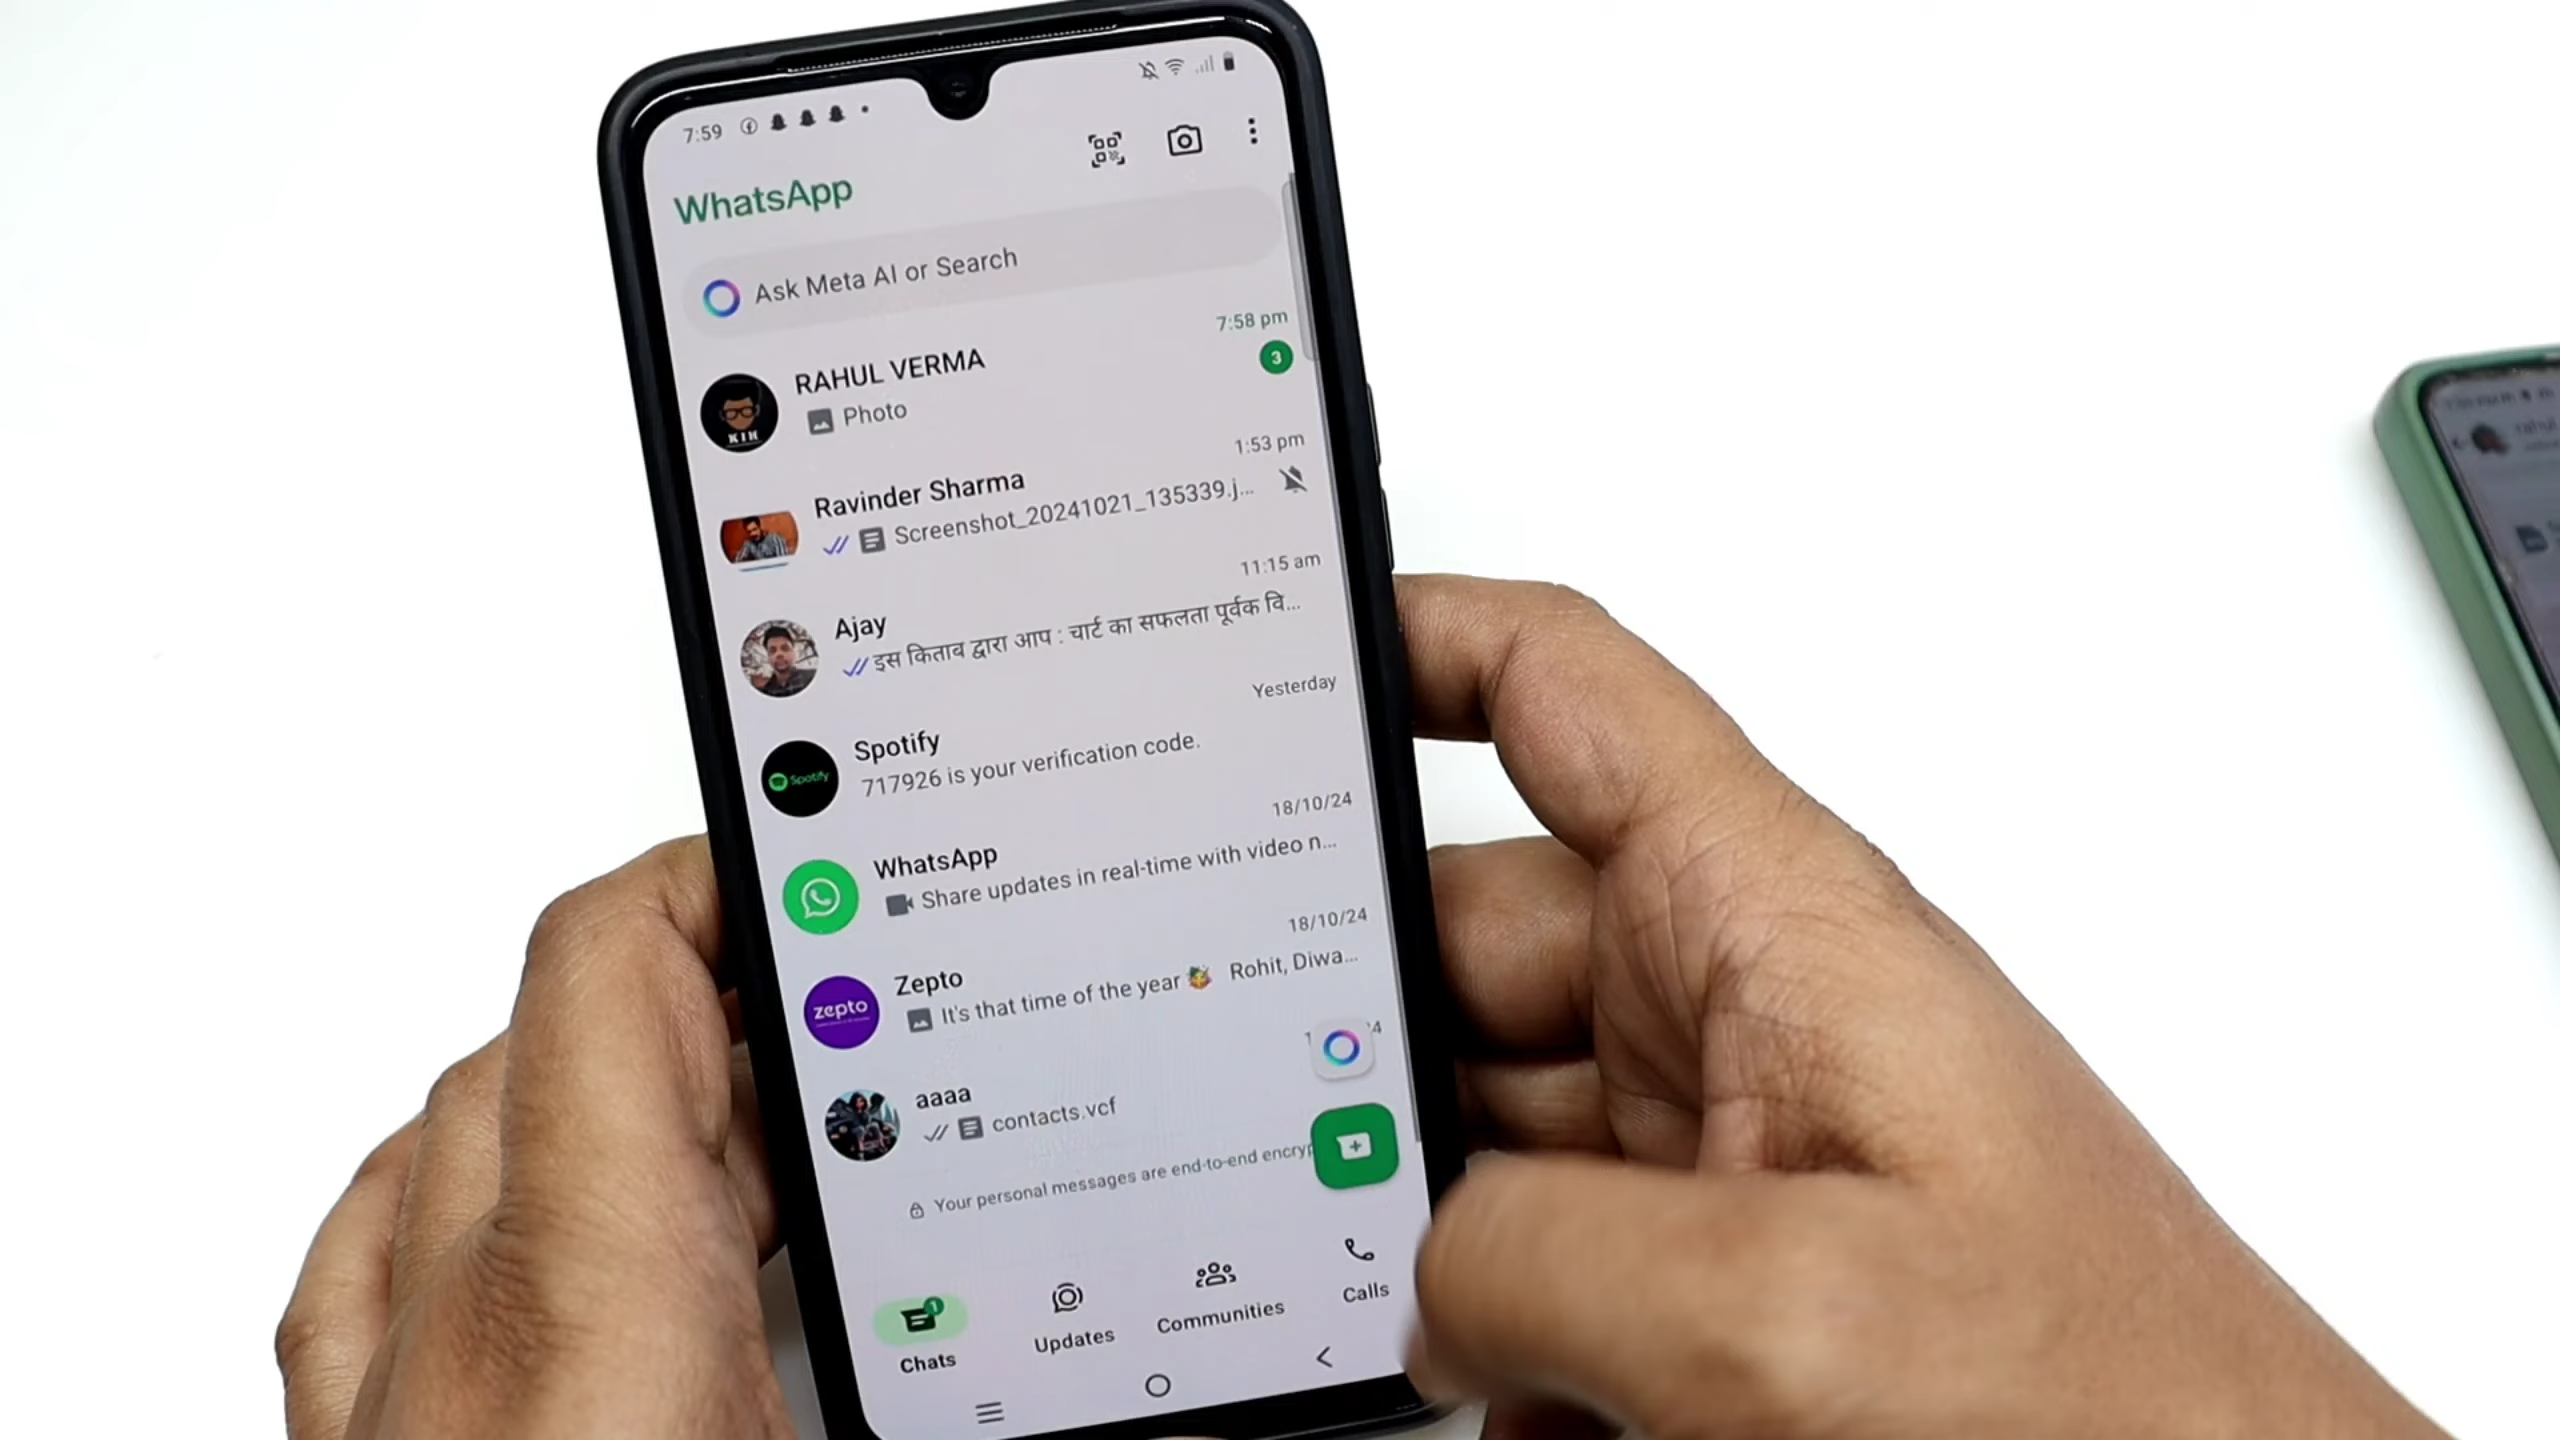 7:59
WhatsApp
Ask Meta AI or Search
7:58 pm
RAHUL VERMA
3
Photo
KIH
1:53 pm
Ravinder Sharma
Screenshot_20241021_135339.j...
11:15 am
Ajay
इस किताब द्वारा आप : चार्ट का सफलता पूर्वक वि...
Yesterday
Spotify
717926 is your verification code.
Spotify
18/10/24
WhatsApp
Share updates in real-time with video n...
18/10/24
Zepto
It's that time of the year Rohit, Diwa...
zepto
aaaa
contacts.vcf
Your personal messages are end-to-end encryp
1
Chats
Updates
Communities
Calls